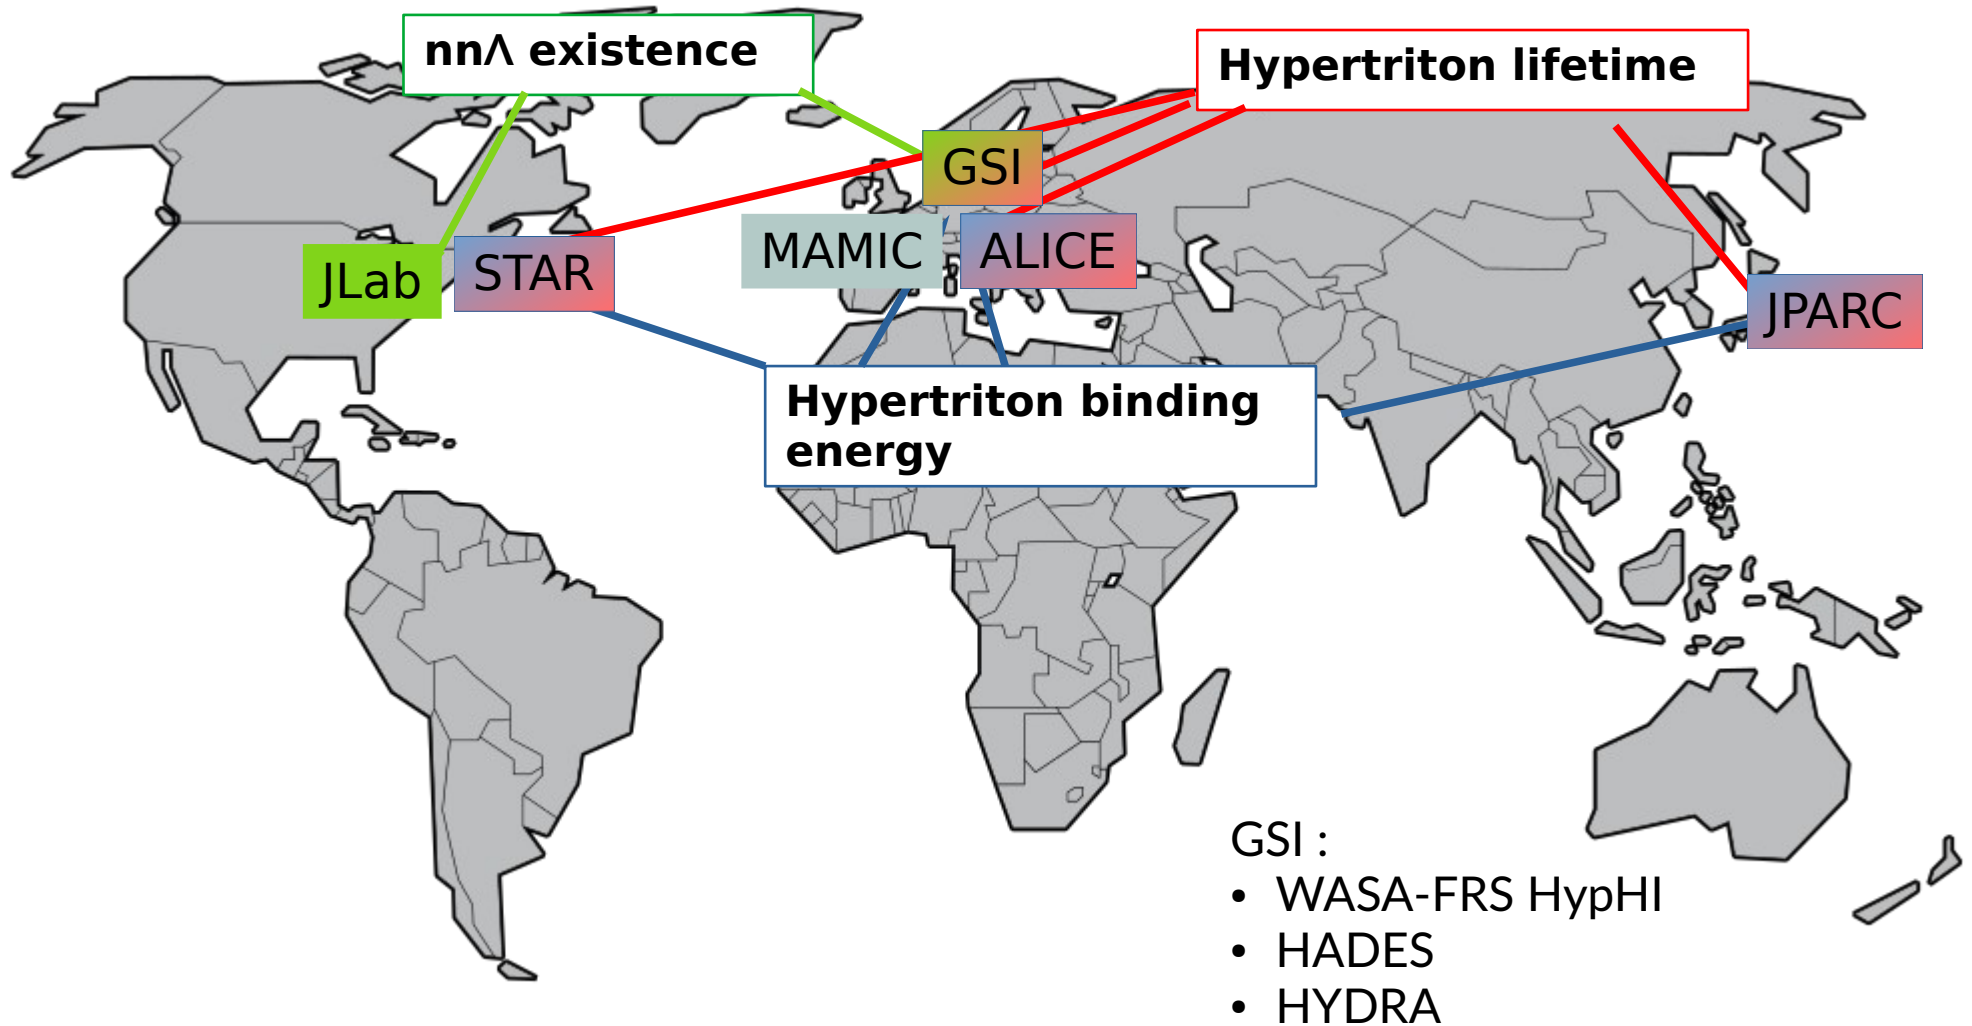 nnΛ existence
Hypertriton lifetime
GSI
MAMIC
ALICE
JLab
STAR
JPARC
Hypertriton binding
energy
GSI :
• WASA-FRS HypHI
• HADES
• HYDRA